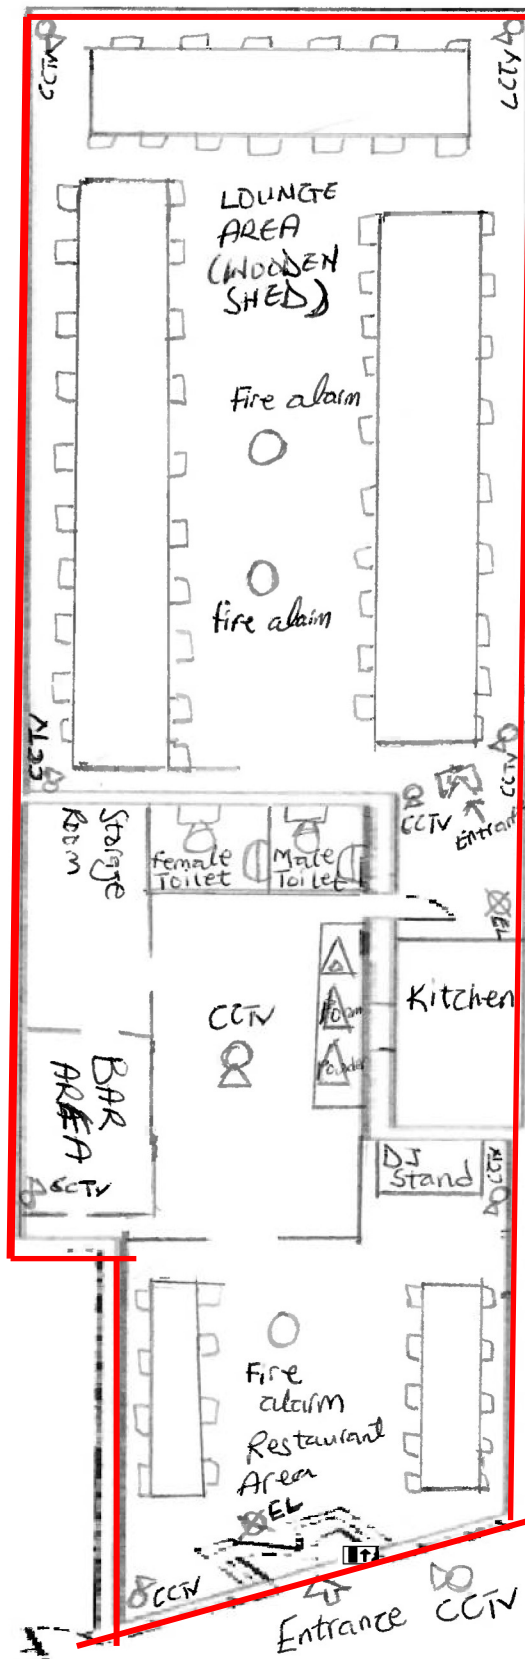 CCTV
CCTV
LOUNGE
AREA
(WOODEN
SHED)
Fire alarm
fire alarm
CCTV
CCTV
CCTV
Entrant
Storage
Room
Female
Toilet
Male
Toilet
EL
CCTV
Foam
Powder
Kitchen
BAR
AREA
CCTV
DJ
Stand
CCTV
Fire
alarm
Restaurant
Area
EL
CCTV
Entrance
CCTV